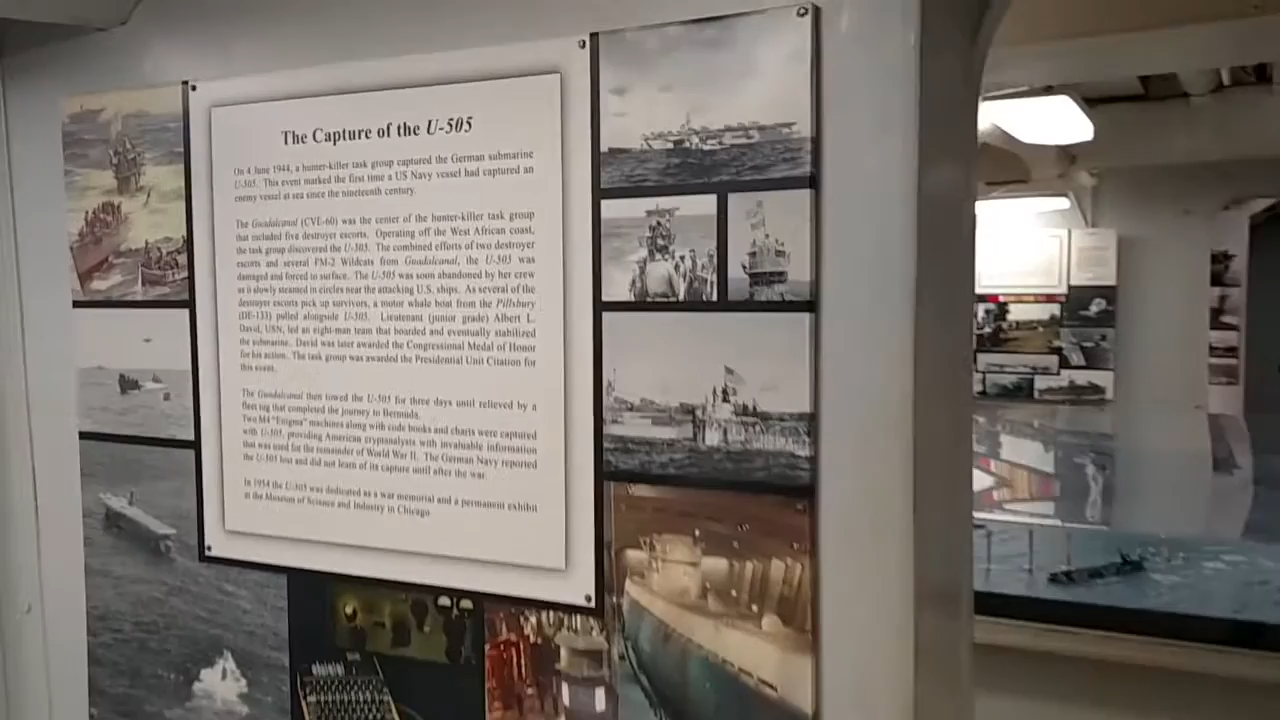 The Capture of the U-505
On 4 June 1944, a hunter-killer task group captured the German submarine
U-505. This event marked the first time a US Navy vessel had captured an
enemy vessel at sea since the nineteenth century.
The Guadalcanal (CVE-60) was the center of the hunter-killer task group
that included five destroyer escorts. Operating off the West African coast,
the task group discovered the U-505. The combined efforts of two destroyer
escorts and several FM-2 Wildcats from Guadalcanal, the U-505 was
damaged and forced to surface. The U-505 was soon abandoned by her crew
as it slowly steamed in circles near the attacking U.S. ships. As several of the
destroyer escorts pick up survivors, a motor whale boat from the Pillsbury
(DE-133) pulled alongside U-505. Lieutenant (junior grade) Albert L.
David, USN, led an eight-man team that boarded and eventually stabilized
the submarine. David was later awarded the Congressional Medal of Honor
for his action. The task group was awarded the Presidential Unit Citation for
this event.
The Guadalcanal then towed the U-505 for three days until relieved by a
fleet tug that completed the journey to Bermuda.
Two M4 "Enigma" machines along with code books and charts were captured
with U-505, providing American cryptanalysts with invaluable information
that was used for the remainder of World War II. The German Navy reported
the U-505 lost and did not learn of its capture until after the war.
In 1954 the U-505 was dedicated as a war memorial and a permanent exhibit
at the Museum of Science and Industry in Chicago.